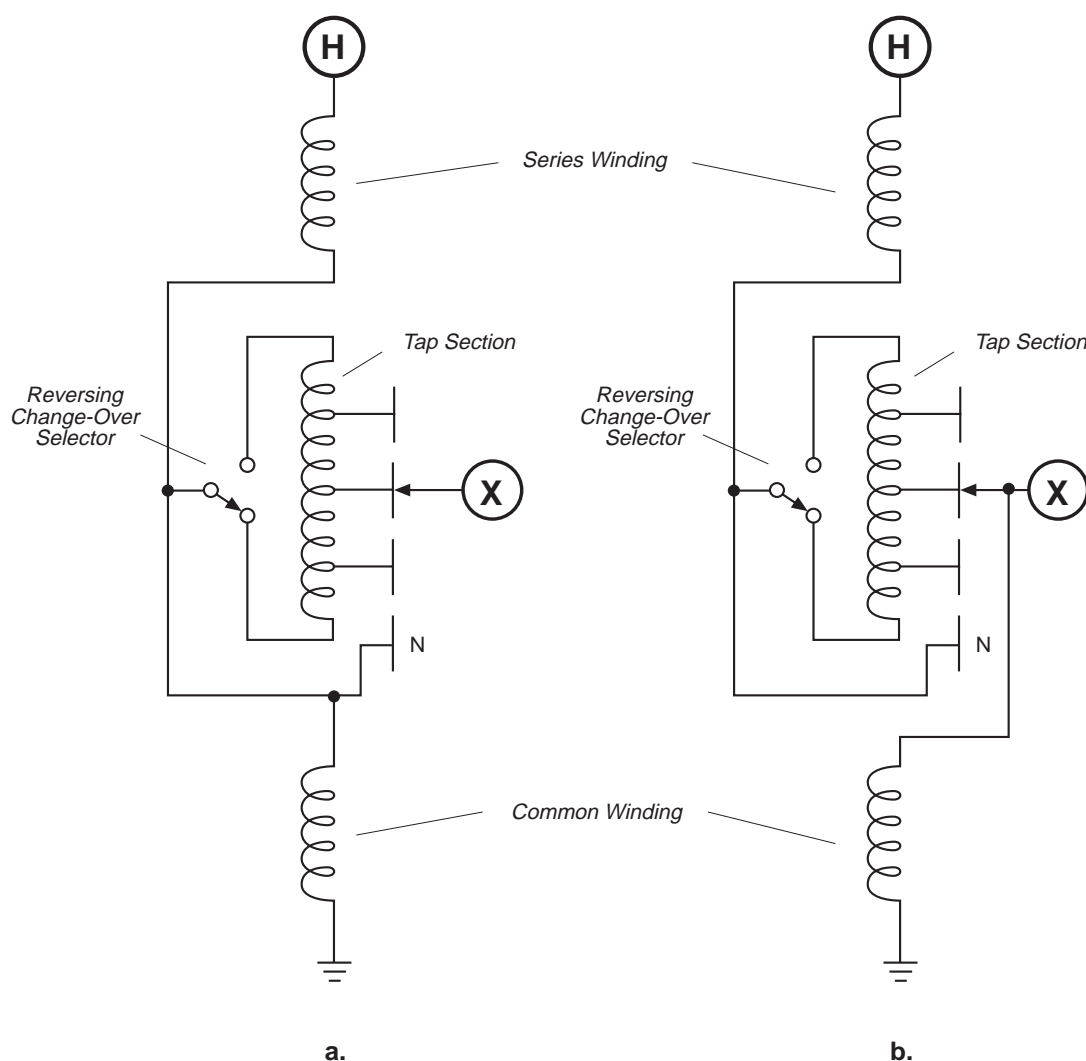 H
H
Series Winding
Tap Section
Tap Section
Reversing
Change-Over
Selector
Reversing
Change-Over
Selector
X
X
N
N
Common Winding
a.
b.